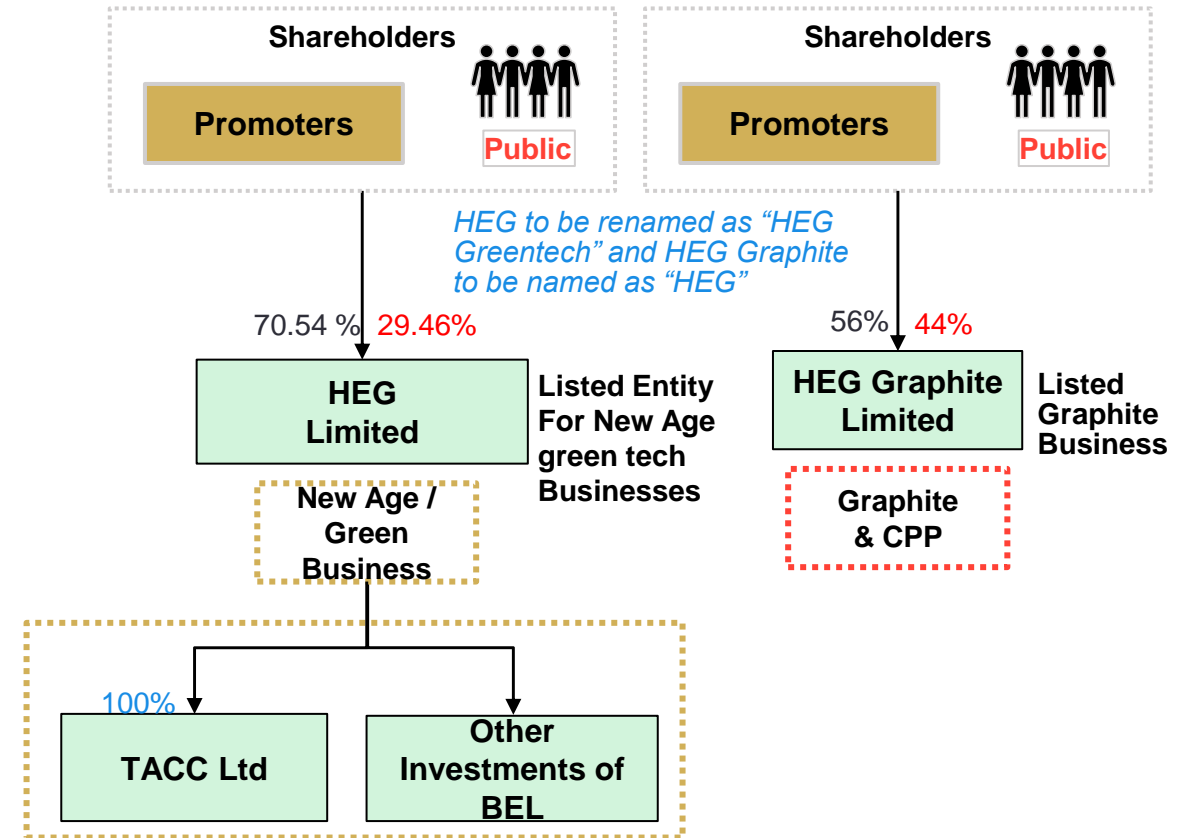 Shareholders
Promoters
Public
Shareholders
Promoters
Public
HEG to be renamed as “HEG
Greentech” and HEG Graphite
to be named as “HEG”
70.54 % 29.46%
56% 44%
HEG
Limited
Listed Entity
For New Age
green tech
Businesses
HEG Graphite
Limited
Listed
Graphite
Business
New Age /
Green
Business
Graphite
& CPP
100%
TACC Ltd
Other
Investments of
BEL